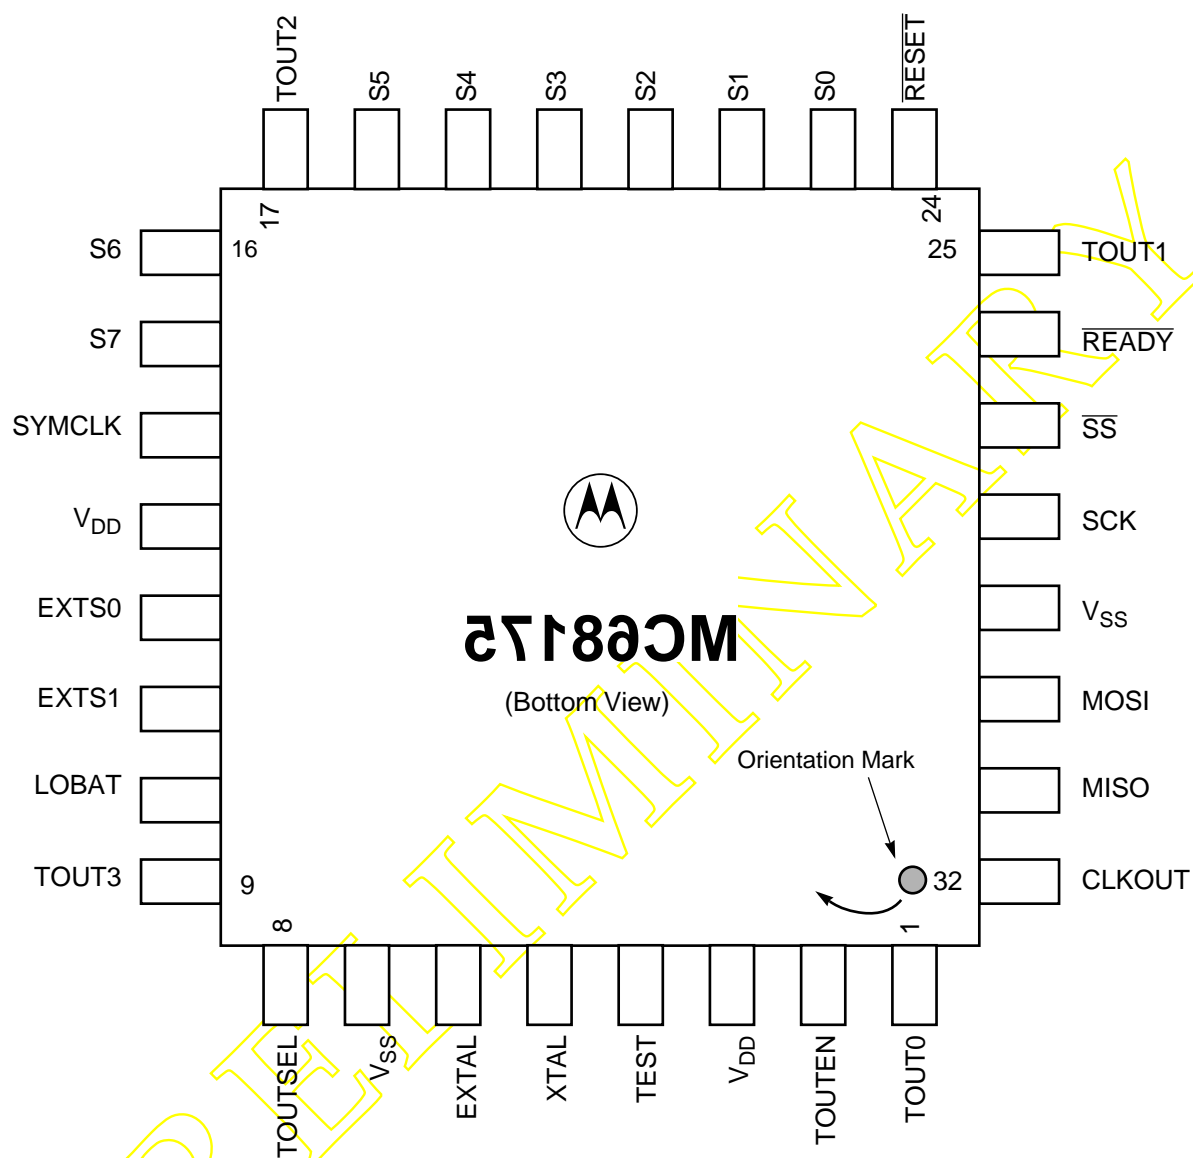 TOUT2
S5
S4
S3
S2
S1
S0
RESET
17
24
S6
16
25
TOUT1
S7
READY
SYMCLK
SS
VDD
SCK
EXTS0
VSS
MC68175
EXTS1
(Bottom View)
MOSI
Orientation Mark
LOBAT
MISO
TOUT3
9
32
CLKOUT
8
1
TOUTSEL
VSS
EXTAL
XTAL
TEST
VDD
TOUTEN
TOUT0
PRELIMINARY